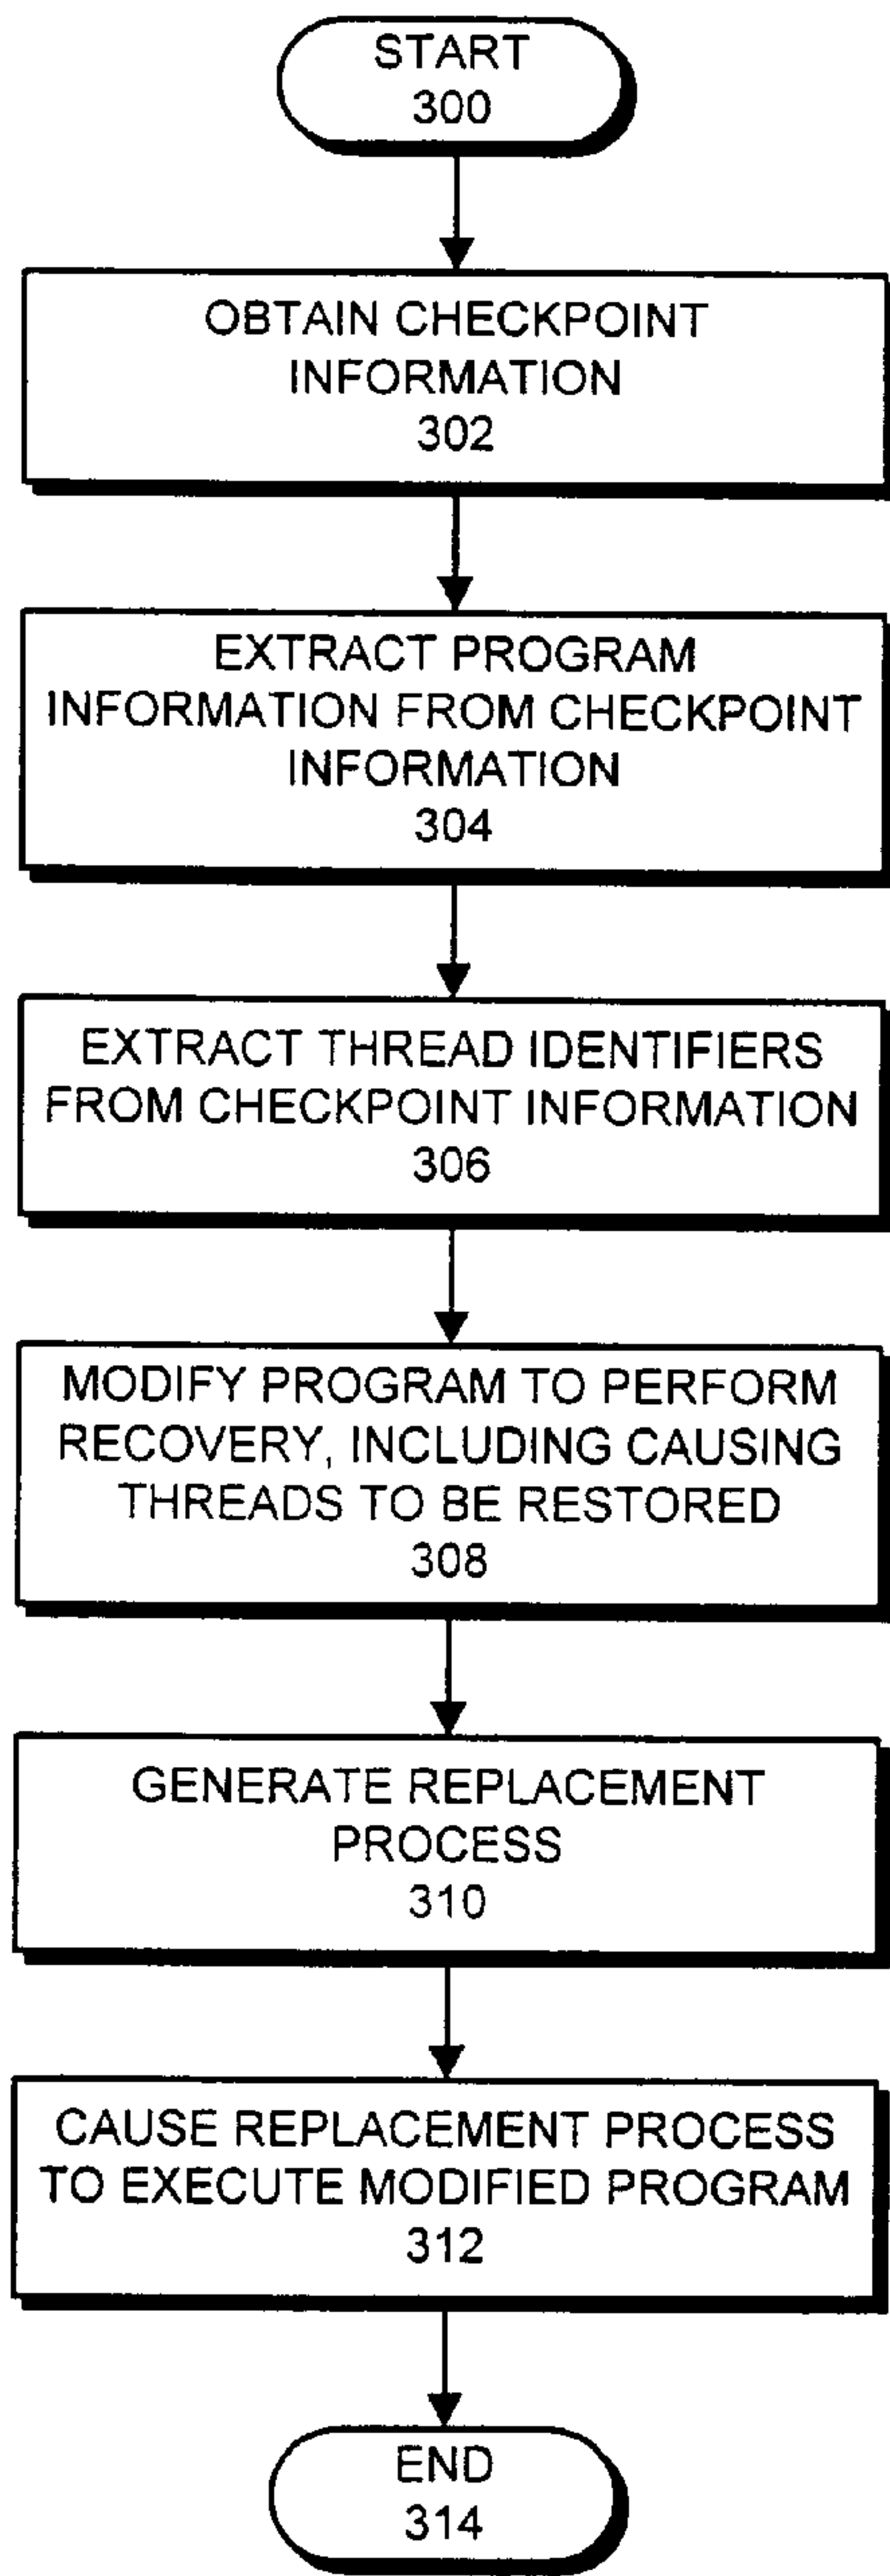 START
300
OBTAIN CHECKPOINT
INFORMATION
302
EXTRACT PROGRAM
INFORMATION FROM CHECKPOINT
INFORMATION
304
EXTRACT THREAD IDENTIFIERS
FROM CHECKPOINT INFORMATION
306
MODIFY PROGRAM TO PERFORM
RECOVERY, INCLUDING CAUSING
THREADS TO BE RESTORED
308
GENERATE REPLACEMENT
PROCESS
310
CAUSE REPLACEMENT PROCESS
TO EXECUTE MODIFIED PROGRAM
312
END
314